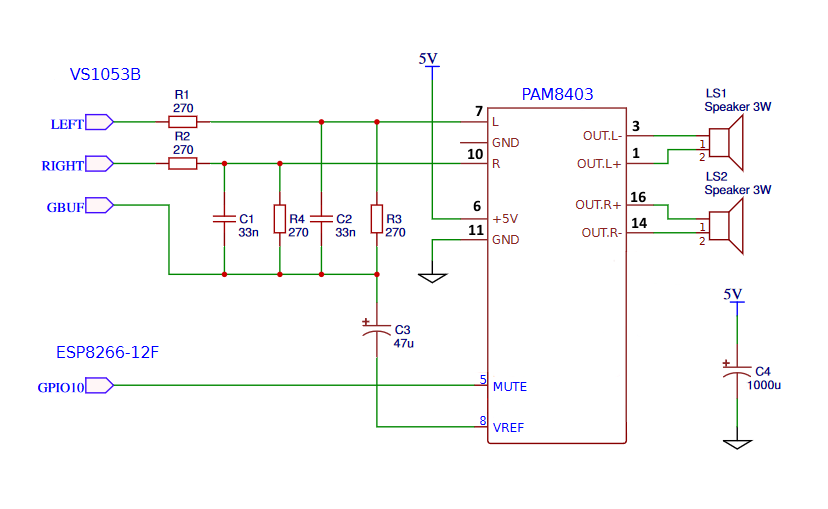 VS1053B
5V
R1
270
LEFT
R2
270
RIGHT
GBUF
C1
33n
R4
270
C2
33n
R3
270
PAM8403
7
L
GND
10
R
6
+5V
11
GND
OUT.L-
3
OUT.L+
1
OUT.R+
16
OUT.R-
14
LS1
Speaker 3W
1
2
LS2
Speaker 3W
1
2
+
C3
47u
ESP8266-12F
GPIO10
5
MUTE
8
VREF
5V
+
C4
1000u